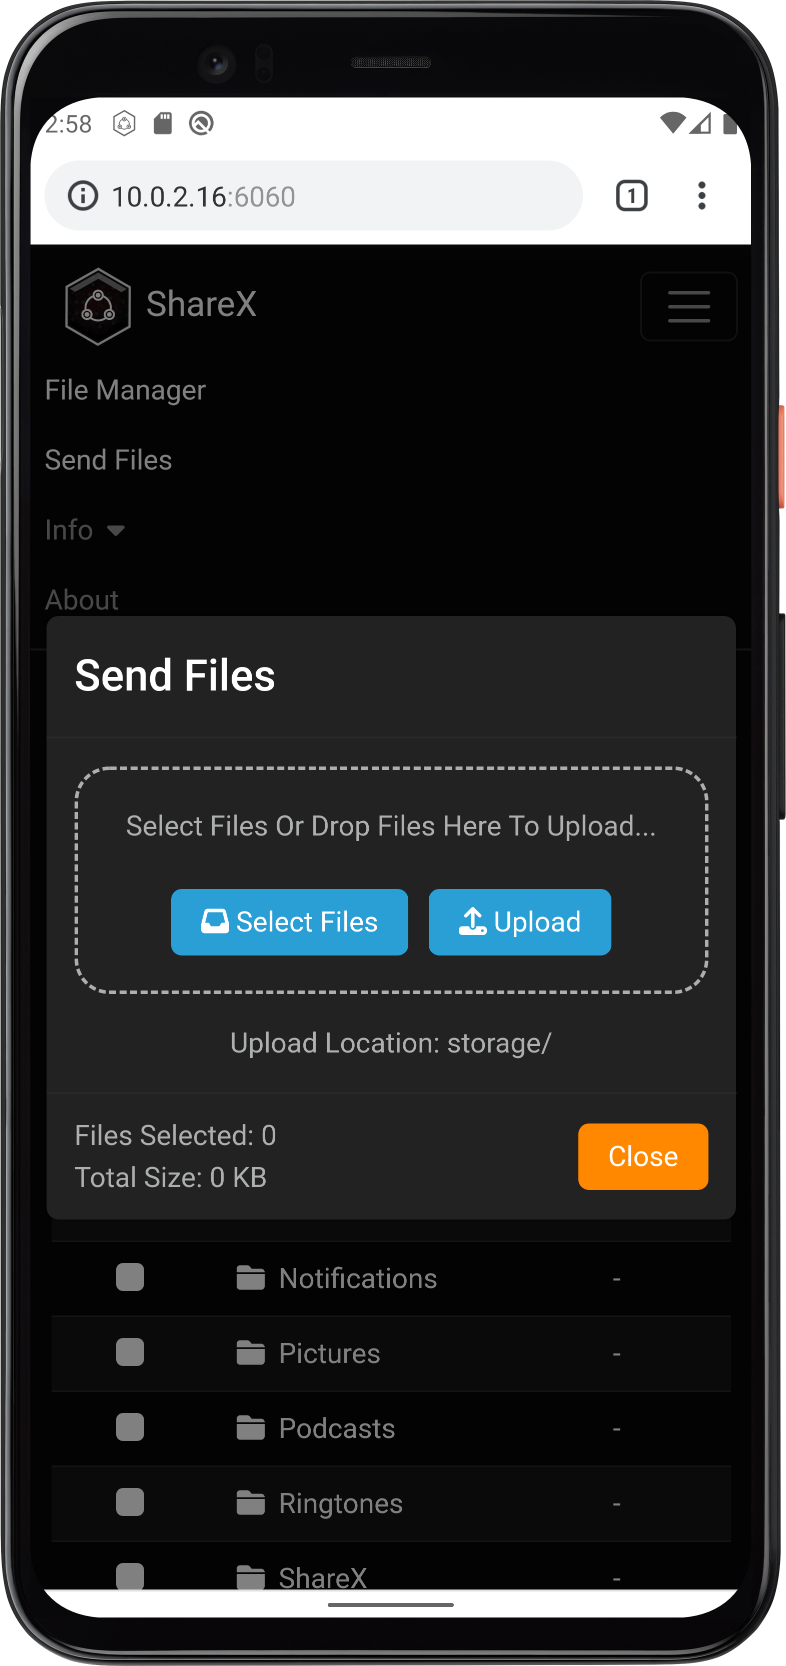 2:58
10.0.2.16:6060
1
ShareX
File Manager
Send Files
Info
About
Send Files
Select Files Or Drop Files Here To Upload...
Select Files Upload
Upload Location: storage/
Files Selected: 0
Total Size: 0 KB
Close
Notifications -
Pictures -
Podcasts -
Ringtones -
ShareX -